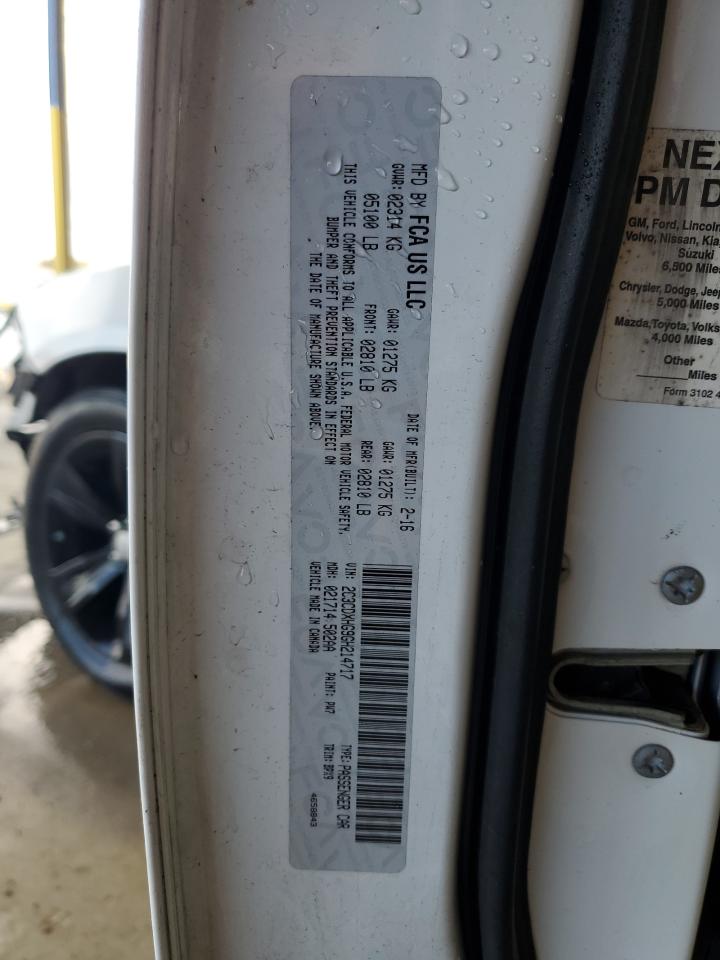 MFD BY FCA US LLC
DATE OF MFR(BUILT): 2-16
GVWR: 02314 KG
GAWR: 01275 KG
GAWR: 01275 KG
05100 LB
FRONT: 02810 LB
REAR: 02810 LB
THIS VEHICLE CONFORMS TO ALL APPLICABLE U.S.A. FEDERAL MOTOR VEHICLE SAFETY,
BUMPER AND THEFT PREVENTION STANDARDS IN EFFECT ON
THE DATE OF MANUFACTURE SHOWN ABOVE.
VIN: 2C3CDXHG9GH214717
TYPE: PASSENGER CAR
MDH: 021714 502AA
PAINT: PW7
TRIM: BPX9
VEHICLE MADE IN CANADA
4658843
PM
GM, Ford, Lincoln
Volvo, Nissan, Kia,
Suzuki
6,500 Miles
Chrysler, Dodge, Jeep
5,000 Miles
Mazda, Toyota,
4,000 Miles
Other
______Miles
Form 3102